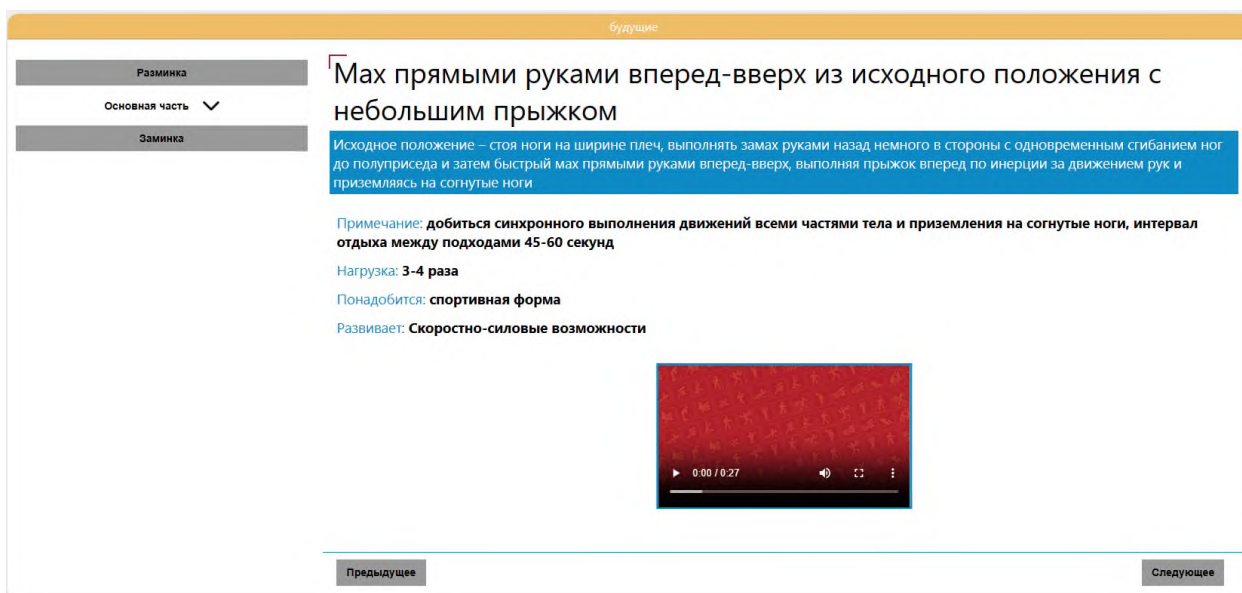 будущие
Разминка
Основная часть
Заминка
Мах прямыми руками вперед-вверх из исходного положения с
небольшим прыжком
Исходное положение – стоя ноги на ширине плеч, выполнять замах руками назад немного в стороны с одновременным сгибанием ног
до полуприседа и затем быстрый мах прямыми руками вперед-вверх, выполняя прыжок вперед по инерции за движением рук и
приземляясь на согнутые ноги
Примечание: добиться синхронного выполнения движений всеми частями тела и приземления на согнутые ноги, интервал
отдыха между подходами 45-60 секунд
Нагрузка: 3-4 раза
Понадобится: спортивная форма
Развивает: Скоростно-силовые возможности
0:00 / 0:27
Предыдущее
Следующее